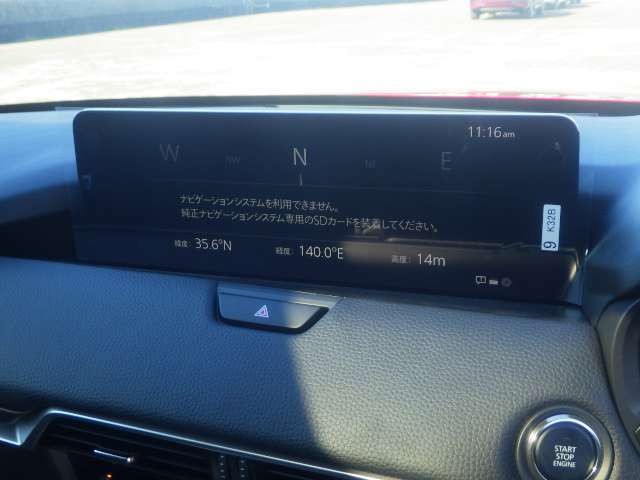 11:16am
W NW N NE E
ナビゲーションシステムを利用できません。
純正ナビゲーションシステム専用のSDカードを装着してください。
緯度: 35.6°N 経度: 140.0°E 高度: 14m
9 K32B
START
STOP
ENGINE